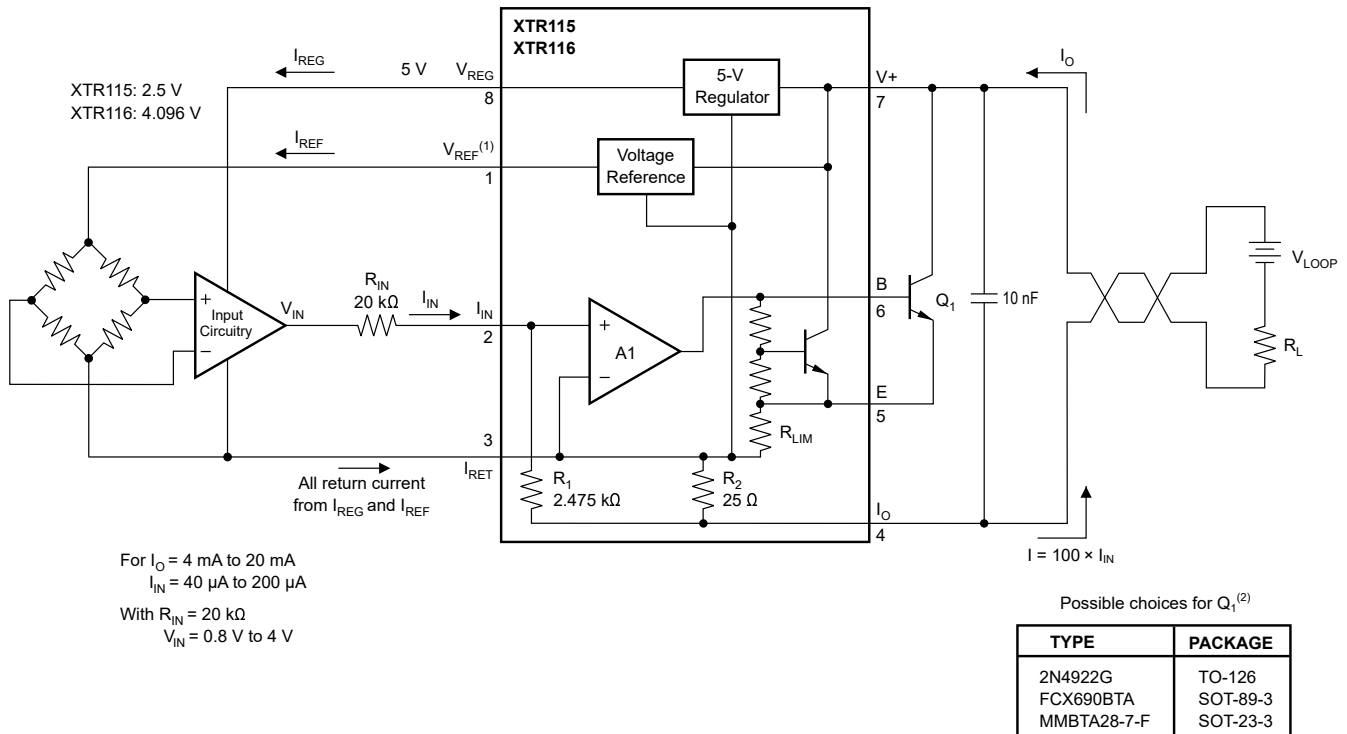 XTR115
XTR116
I_REG
5 V
V_REG
8
5-V
Regulator
V+
7
I_O
XTR115: 2.5 V
XTR116: 4.096 V
I_REF
V_REF(1)
1
Voltage
Reference
V_LOOP
R_L
+
Input
Circuitry
–
V_IN
R_IN
20 kΩ
I_IN
I_IN
2
+
A1
–
B
6
Q1
10 nF
E
5
R_LIM
3
I_RET
All return current
from I_REG and I_REF
R1
2.475 kΩ
R2
25 Ω
I_O
4
I = 100 × I_IN
For I_O = 4 mA to 20 mA
I_IN = 40 μA to 200 μA
With R_IN = 20 kΩ
V_IN = 0.8 V to 4 V
Possible choices for Q1(2)
TYPE PACKAGE
2N4922G TO-126
FCX690BTA SOT-89-3
MMBTA28-7-F SOT-23-3